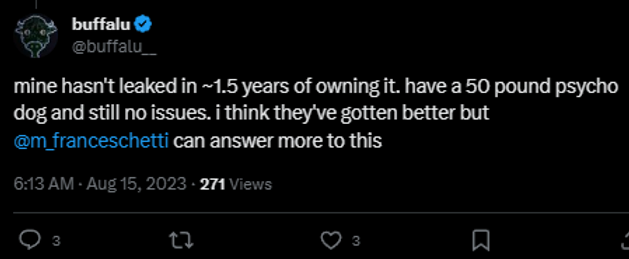 buffalu
@buffalu__
mine hasn't leaked in ~1.5 years of owning it. have a 50 pound psycho
dog and still no issues. i think they've gotten better but
@m_franceschetti can answer more to this
6:13 AM · Aug 15, 2023 · 271 Views
3 3